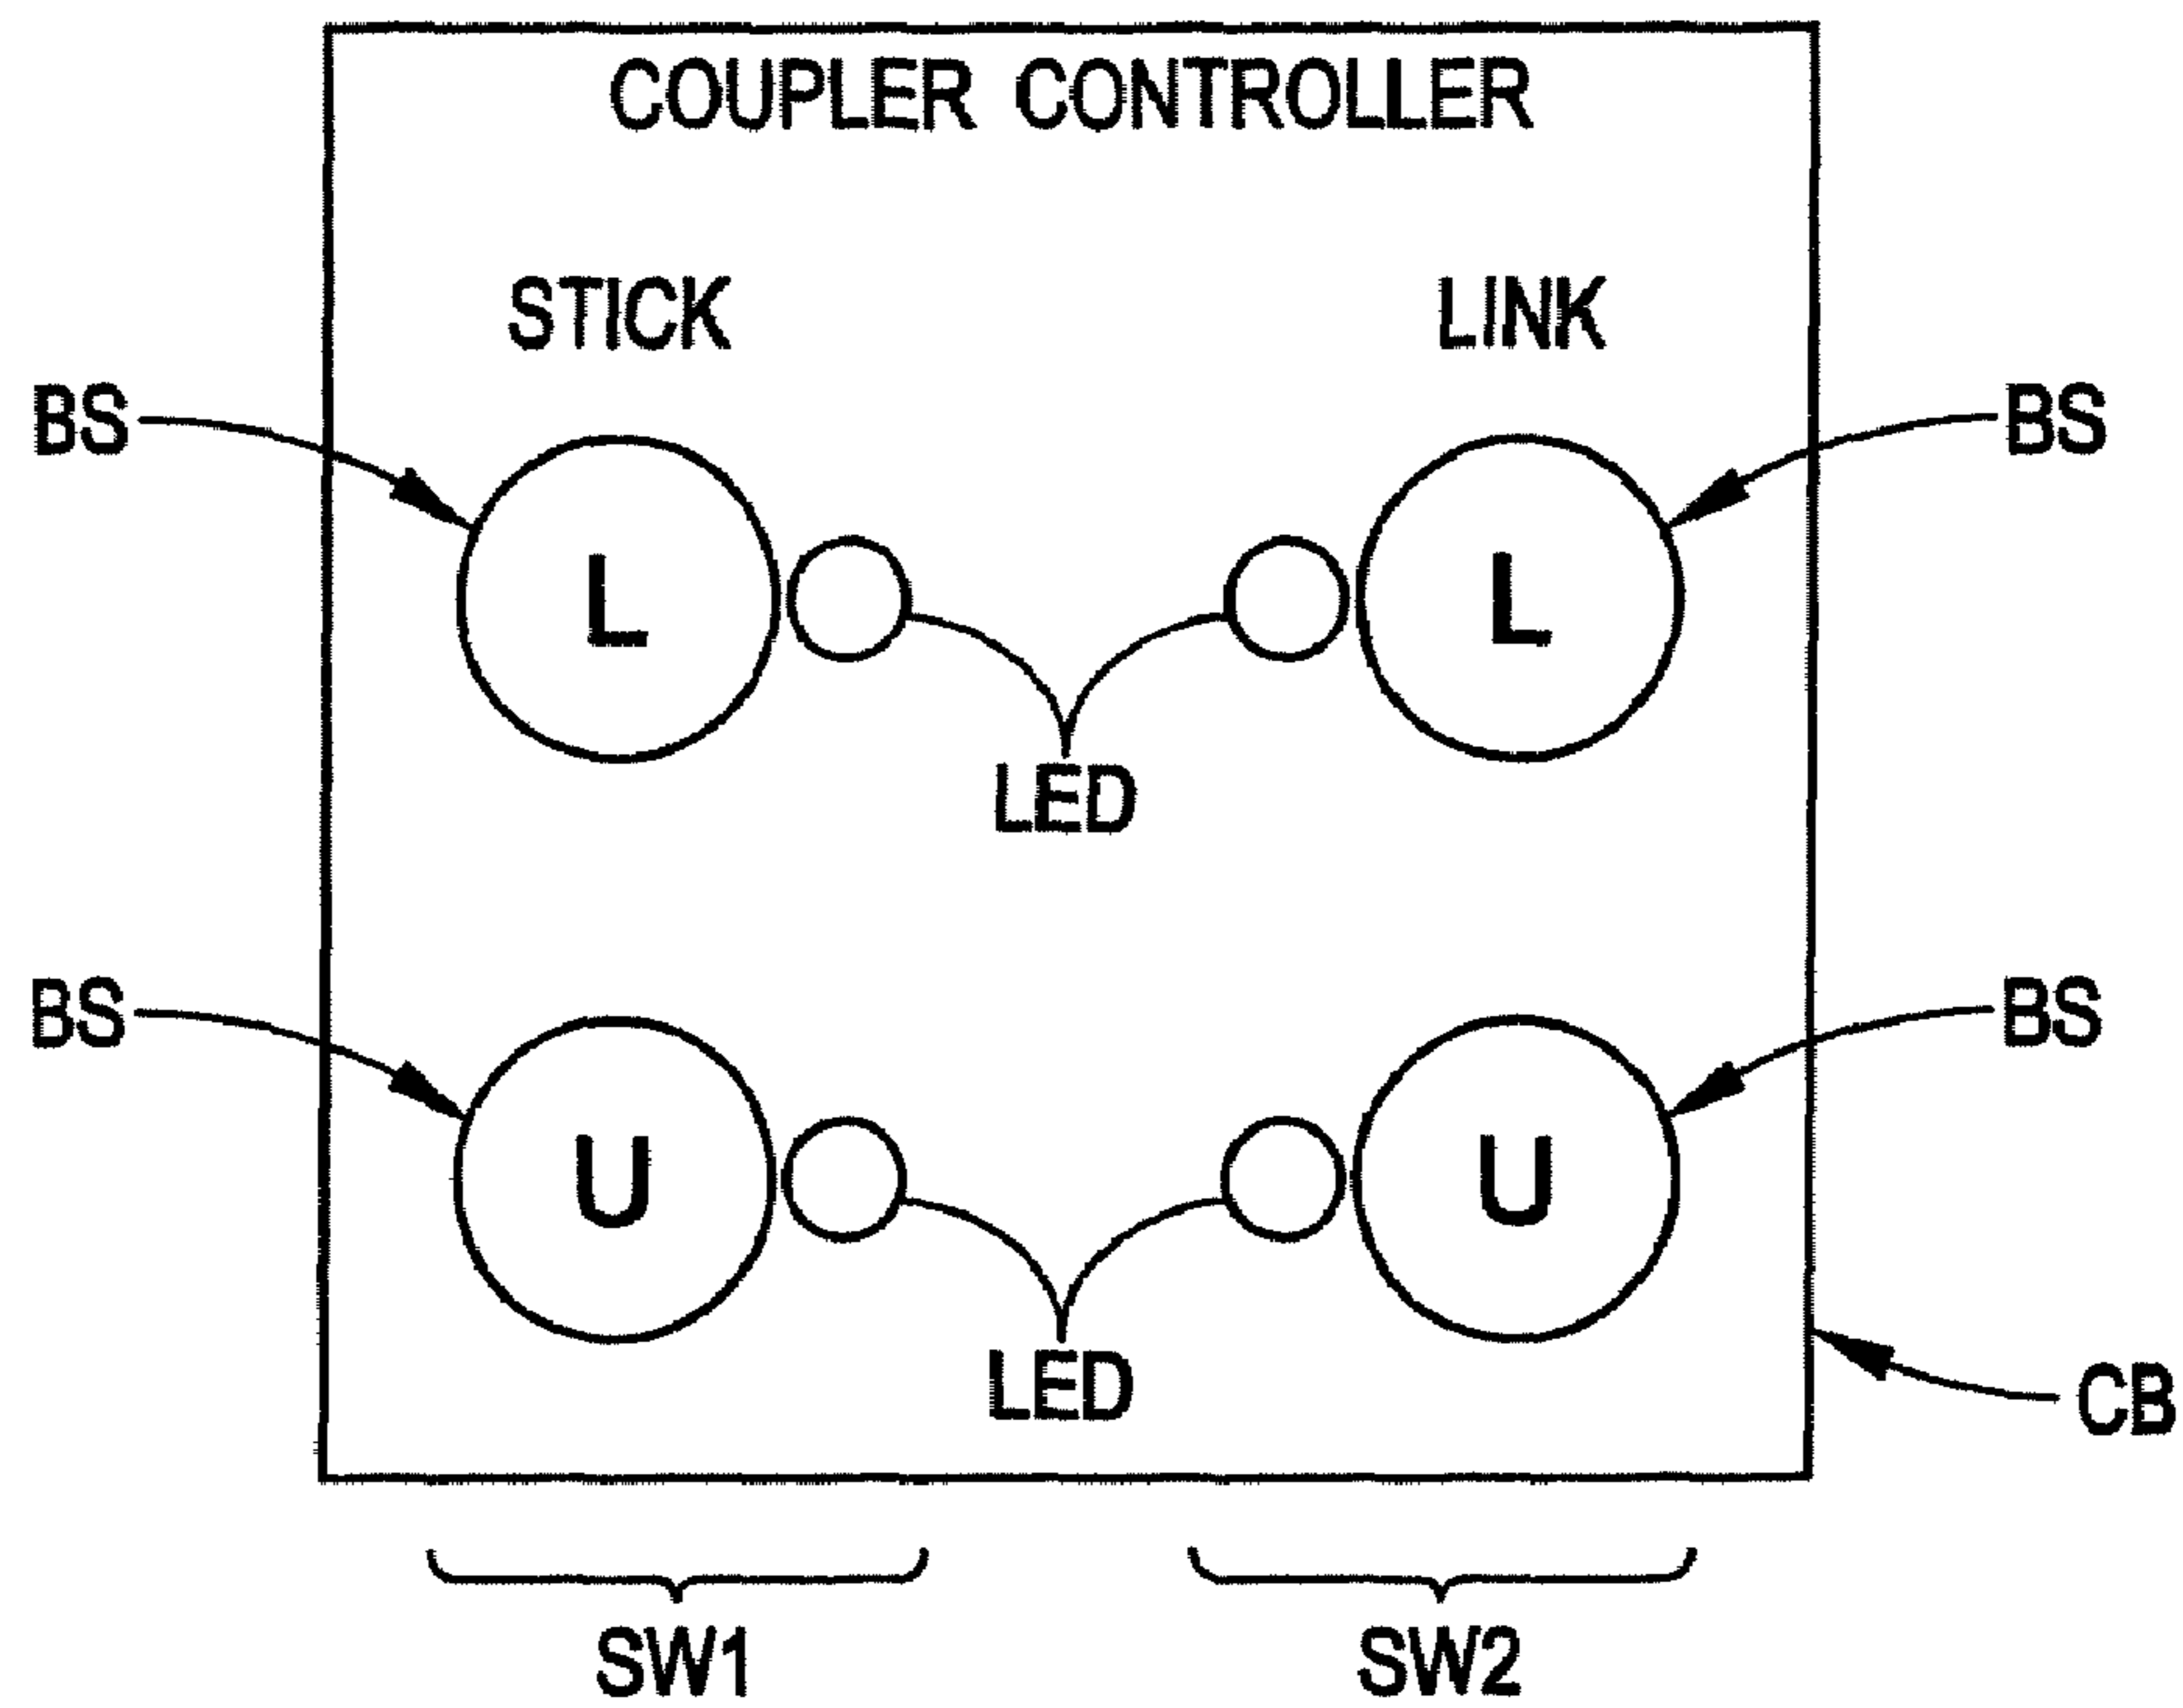 COUPLER CONTROLLER
STICK LINK
BS BS
L L
LED
BS BS
U U
LED
CB
SW1 SW2